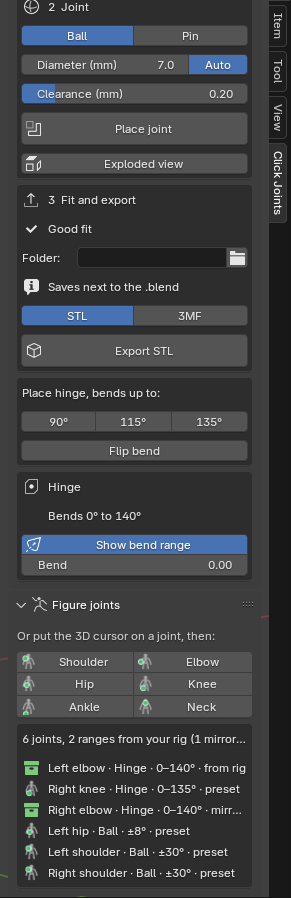 2 Joint
Item
Ball Pin
Diameter (mm) 7.0 Auto
Tool
Clearance (mm) 0.20
View
Place joint
Exploded view
Click Joints
3 Fit and export
Good fit
Folder:
Saves next to the .blend
STL 3MF
Export STL
Place hinge, bends up to:
90° 115° 135°
Flip bend
Hinge
Bends 0° to 140°
Show bend range
Bend 0.00
Figure joints
Or put the 3D cursor on a joint, then:
Shoulder Elbow
Hip Knee
Ankle Neck
6 joints, 2 ranges from your rig (1 mirror...
Left elbow · Hinge · 0–140° · from rig
Right knee · Hinge · 0–135° · preset
Right elbow · Hinge · 0–140° · mirr...
Left hip · Ball · ±8° · preset
Left shoulder · Ball · ±30° · preset
Right shoulder · Ball · ±30° · preset